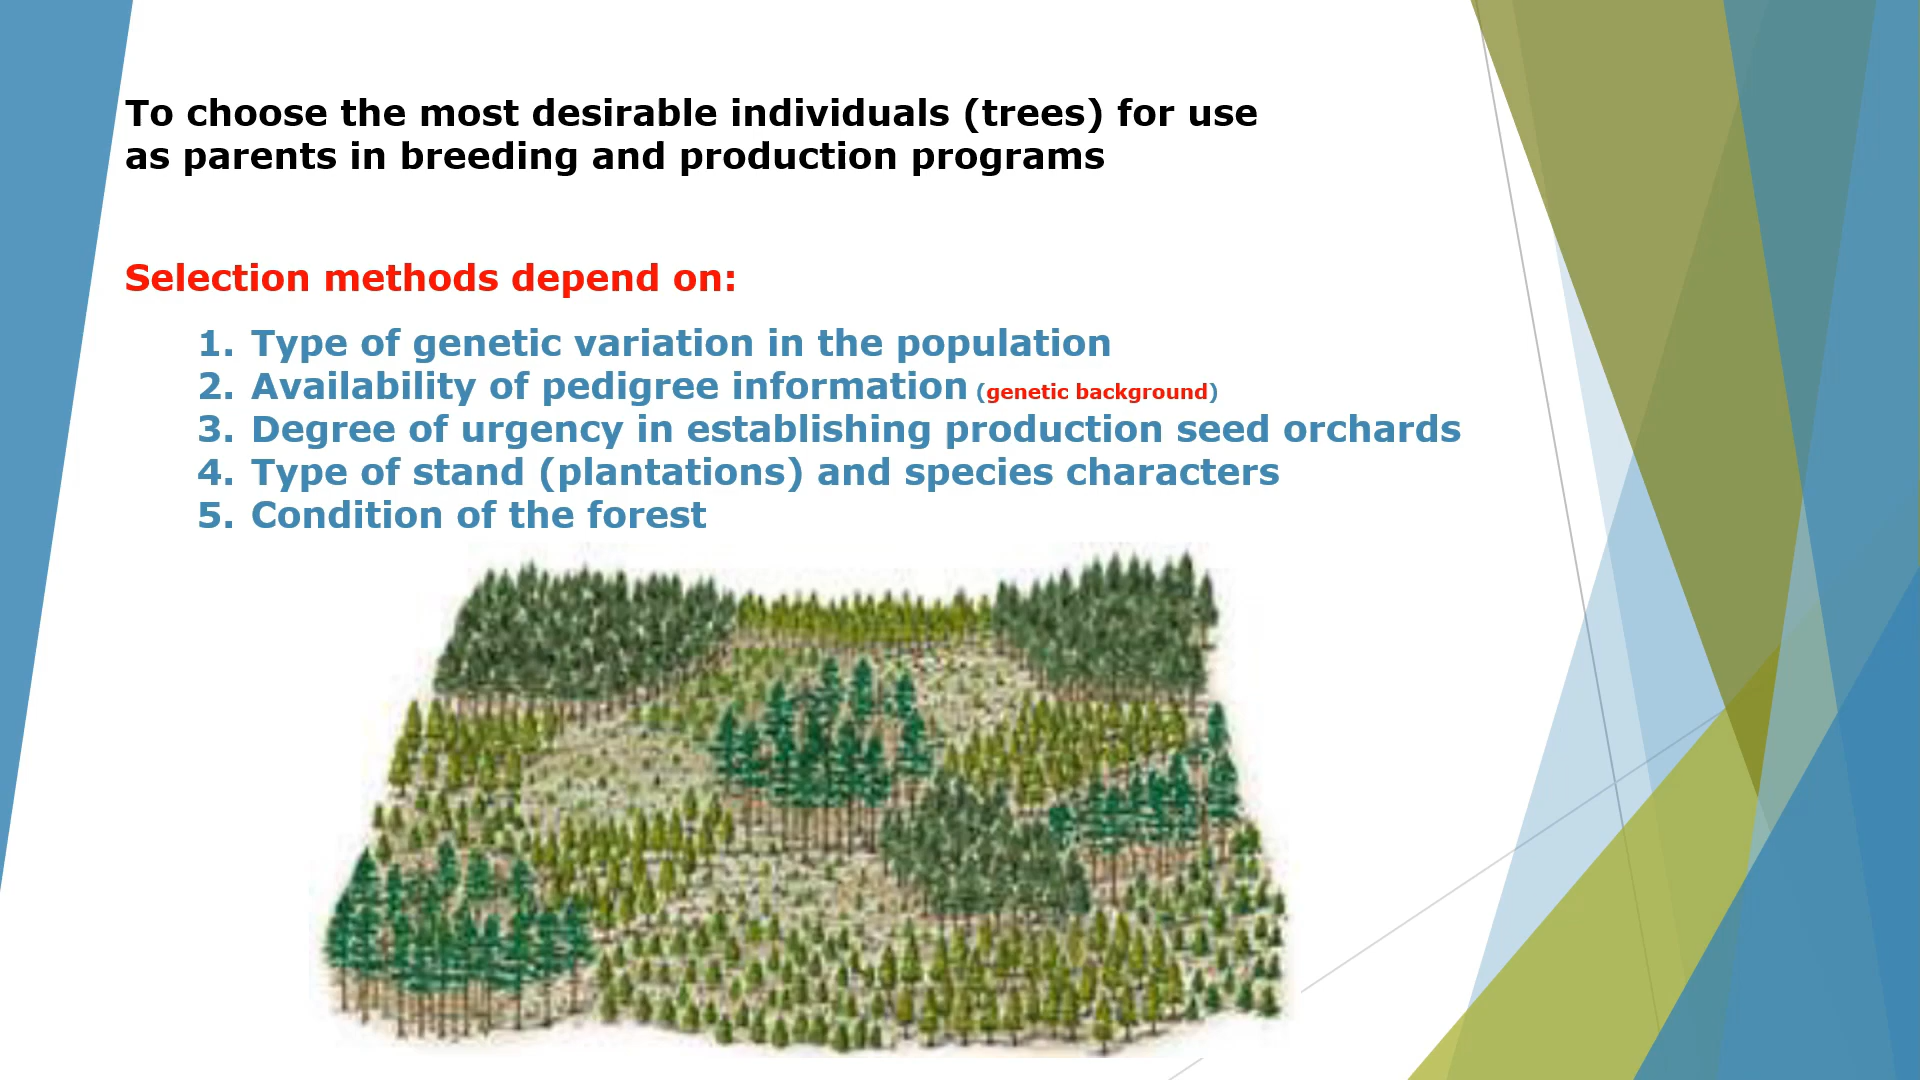 To choose the most desirable individuals (trees) for use
as parents in breeding and production programs
Selection methods depend on:
1. Type of genetic variation in the population
2. Availability of pedigree information (genetic background)
3. Degree of urgency in establishing production seed orchards
4. Type of stand (plantations) and species characters
5. Condition of the forest